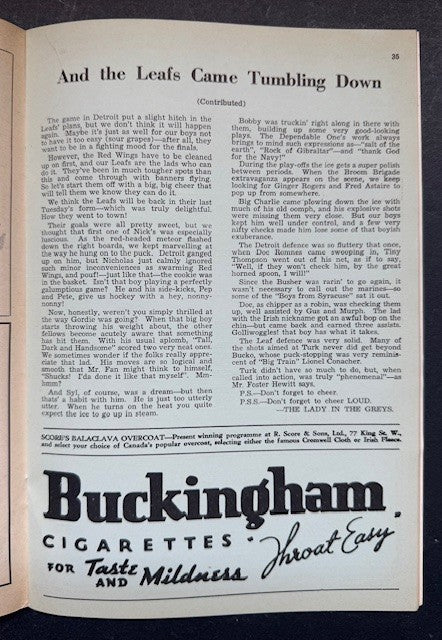 35
And the Leafs Came Tumbling Down
(Contributed)
The game in Detroit put a slight hitch in the
Leafs' plans, but we don't think it will happen
again. Maybe it's just as well for our boys not
to have it too easy (sour grapes)—after all, they
want to be in a fighting mood for the finals.
However, the Red Wings have to be cleaned
up on first, and our Leafs are the lads who can
do it. They've been in much tougher spots than
this and come through with banners flying.
So let's start them off with a big, big cheer that
will tell them we know they can do it.
We think the Leafs will be back in their last
Tuesday's form—which was truly delightful.
How they went to town!
Their goals were all pretty sweet, but we
thought that first one of Nick's was especially
luscious. As the red-headed meteor flashed
down the right boards, we kept marvelling at
the way he hung on to the puck. Detroit ganged
up on him, but Nicholas just calmly ignored
such minor inconveniences as swarming Red
Wings, and pouf!—just like that—the cookie was
in the basket. Isn't that boy playing a perfectly
galumptious game! He and his side-kicks, Pep
and Pete, give us hockey with a hey, nonny-
nonny!
Now, honestly, weren't you simply thrilled at
the way Gordie was going? When that big boy
starts throwing his weight about, the other
fellows become acutely aware that something
has hit them. With his usual aplomb, "Tall,
Dark and Handsome" scored two very neat ones.
We sometimes wonder if the folks really appre-
ciate that lad. His moves are so logical and
smooth that Mr. Fan might think to himself,
"Shucks! I'da done it like that myself". Mm-
hmm?
And Syl, of course, was a dream—but then
thats' a habit with him. He is just too utterly
utter. When he turns on the heat you quite
expect the ice to go up in steam.
Bobby was truckin' right along in there with
them, building up some very good-looking
plays. The Dependable One's work always
brings to mind such expressions as—"salt of the
earth", "Rock of Gibraltar"—and "thank God
for the Navy!"
During the play-offs the ice gets a super polish
between periods. When the Broom Brigade
extravaganza appears on the scene, we keep
looking for Ginger Rogers and Fred Astaire to
pop up from somewhere.
Big Charlie came plowing down the ice with
much of his old oomph, and his explosive shots
were missing them very close. But our boys
kept him well under control, and a few very
nifty checks made him lose some of that boyish
exuberance.
The Detroit defence was so fluttery that once,
when Doc Romnes came swooping in, Tiny
Thompson went out of his net, as if to say,
"Well, if they won't check him, by the great
horned spoon, I will!"
Since the Busher was rarin' to go again, it
wasn't necessary to call out the marines—so
some of the "Boys from Syracuse" sat it out.
Doc, as chipper as a robin, was checking them
up, well assisted by Gus and Murph. The lad
with the Irish nickname got an awful bop on the
chin—but came back and earned three assists.
Golliwoggles! that boy has what it takes.
The Leaf defence was very solid. Many of
the shots aimed at Turk never did get beyond
Bucko, whose puck-stopping was very reminis-
cent of "Big Train" Lionel Conacher.
Turk didn't have so much to do, but, when
called into action, was truly "phenomenal"—as
Mr. Foster Hewitt says.
P.S.—Don't forget to cheer.
P.S.S.—Don't forget to cheer LOUD.
—THE LADY IN THE GREYS.
SCORE'S BALACLAVA OVERCOAT—Present winning programme at R. Score & Sons, Ltd., 77 King St. W.,
and select your choice of Canada's popular overcoat, selecting either the famous Cromwell Cloth or Irish Fleece.
Buckingham
CIGARETTES • Throat Easy
FOR Taste
AND Mildness